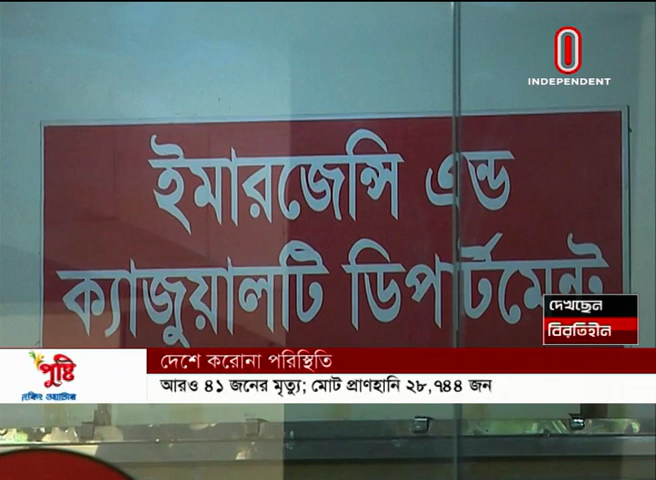 INDEPENDENT
ইমারজেন্সি এন্ড
ক্যাজুয়ালটি ডিপার্টমেন্ট
দেখছেন
বিরতিহীন
পুষ্টি
দেশে করোনা পরিস্থিতি
আরও ৪১ জনের মৃত্যু; মোট প্রাণহানি ২৮,৭৪৪ জন